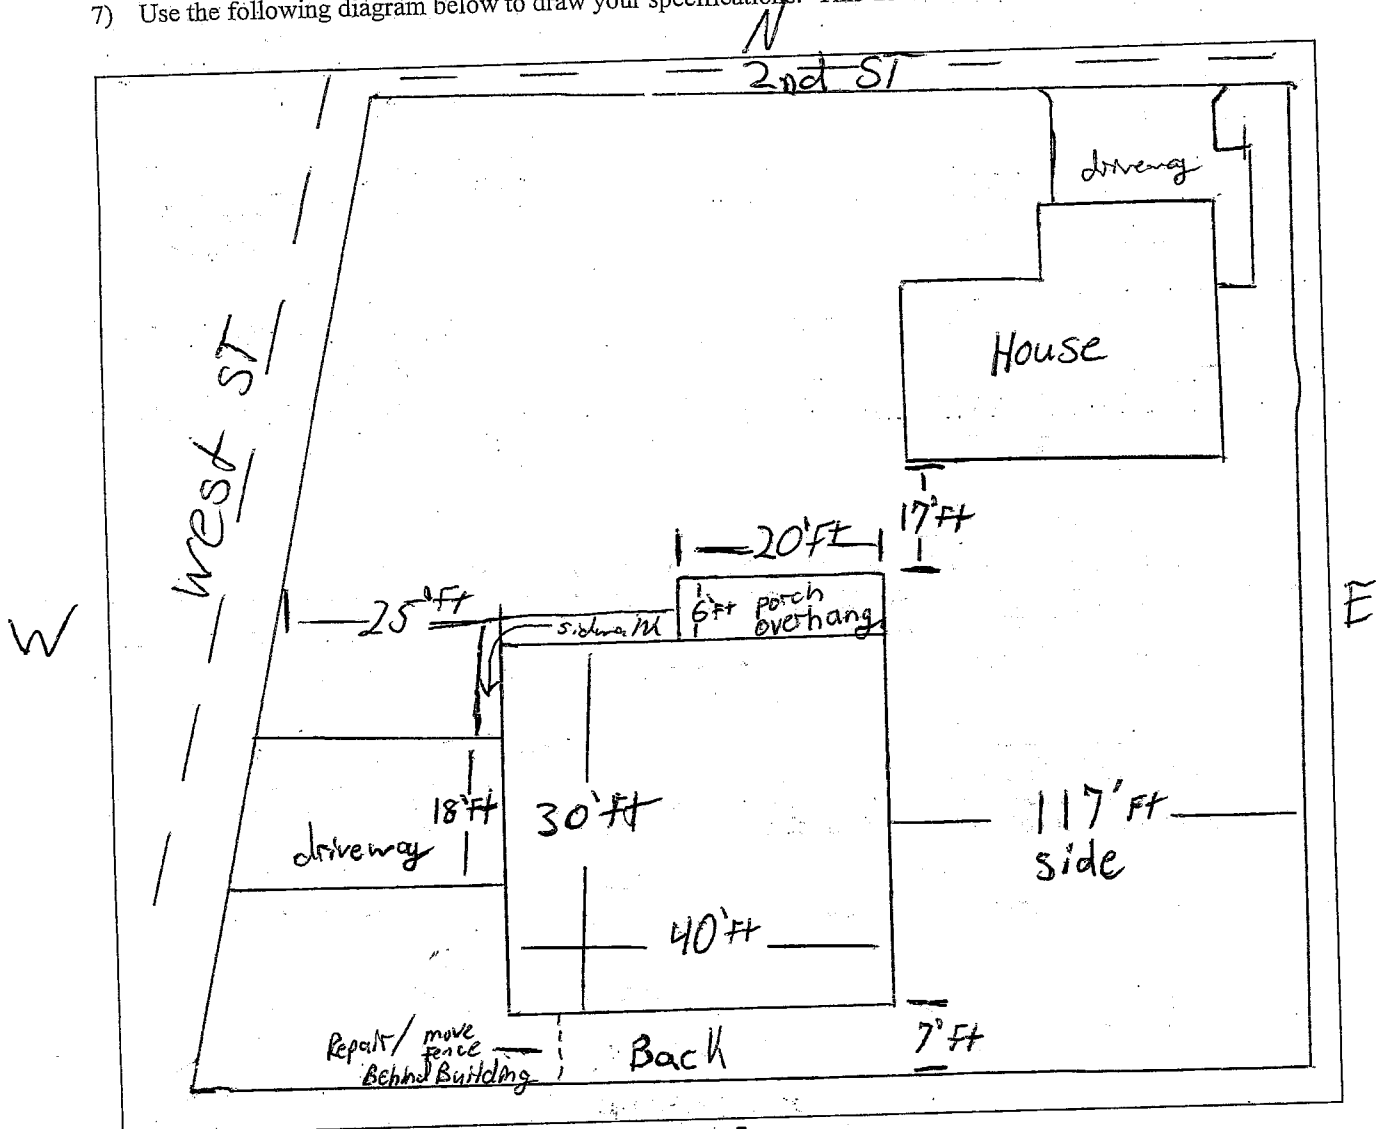 7) Use the following diagram below to draw your specifications.
N
2nd ST
driveway
House
West ST
17'Ft
20'Ft
25'Ft
sidewalk
6'Ft
porch
overhang
W
E
18'Ft
30'Ft
driveway
117'Ft
side
40'Ft
Repair/ move
fence
Behind Building
Back
7'Ft